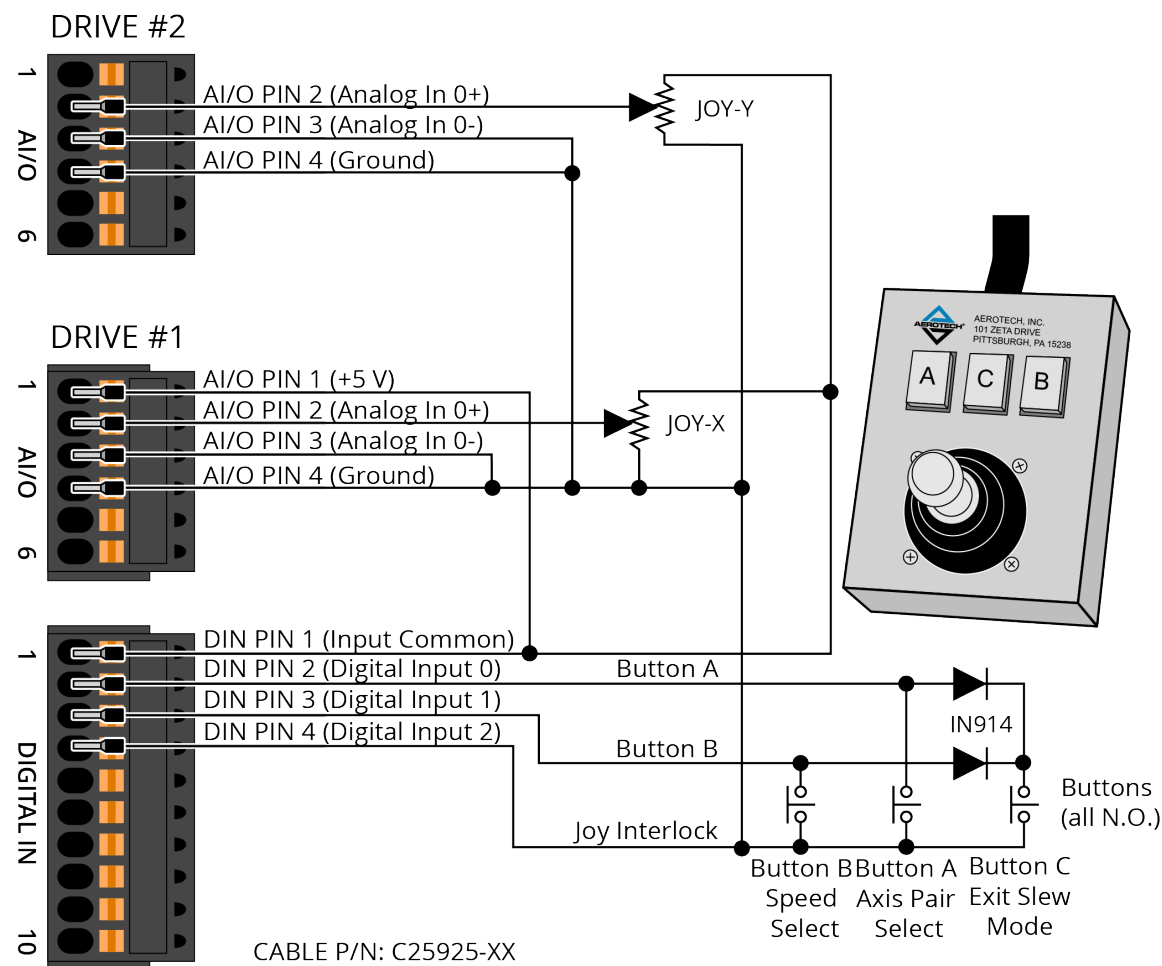 DRIVE #2
1
AI/O
6
AI/O PIN 2 (Analog In 0+)
AI/O PIN 3 (Analog In 0-)
AI/O PIN 4 (Ground)
JOY-Y
DRIVE #1
1
AI/O
6
AI/O PIN 1 (+5 V)
AI/O PIN 2 (Analog In 0+)
AI/O PIN 3 (Analog In 0-)
AI/O PIN 4 (Ground)
JOY-X
AEROTECH
AEROTECH, INC.
101 ZETA DRIVE
PITTSBURGH, PA 15238
A C B
1
DIGITAL IN
10
DIN PIN 1 (Input Common)
DIN PIN 2 (Digital Input 0)
DIN PIN 3 (Digital Input 1)
DIN PIN 4 (Digital Input 2)
Button A
IN914
Button B
Buttons
(all N.O.)
Joy Interlock
Button B
Speed
Select
Button A
Axis Pair
Select
Button C
Exit Slew
Mode
CABLE P/N: C25925-XX